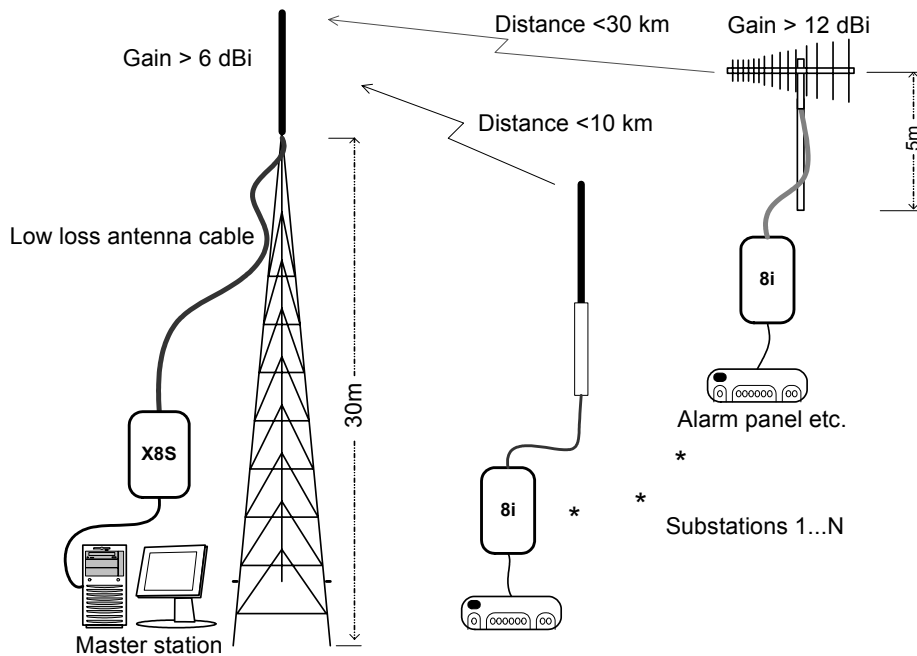 Distance <30 km
Gain > 12 dBi
Gain > 6 dBi
Distance <10 km
5m
Low loss antenna cable
8i
30m
Alarm panel etc.
X8S
8i
* * *
Substations 1...N
Master station